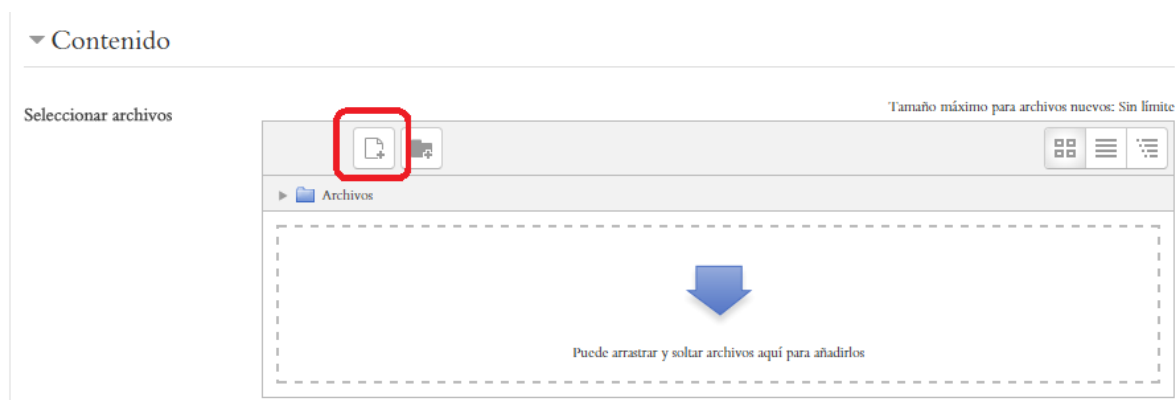 Contenido
Seleccionar archivos
Tamaño máximo para archivos nuevos: Sin límite
Archivos
Puede arrastrar y soltar archivos aquí para añadirlos